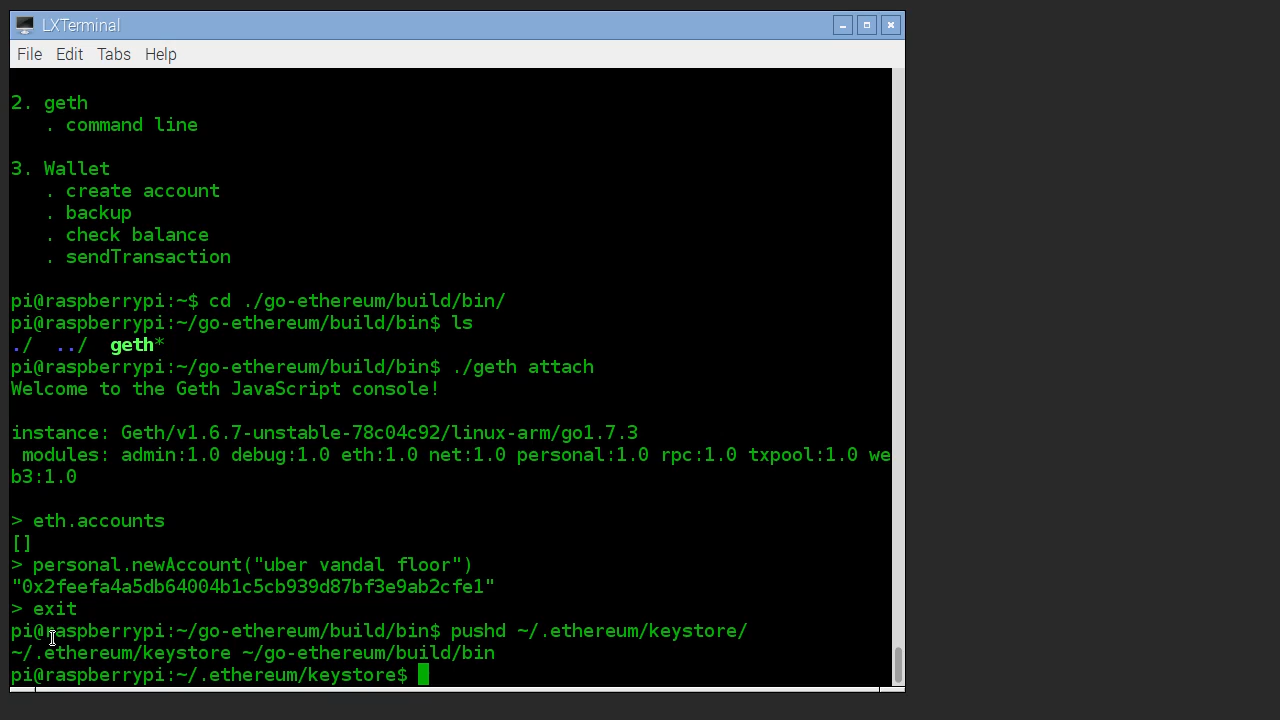 LXTerminal
File Edit Tabs Help
2. geth
. command line
3. Wallet
. create account
. backup
. check balance
. sendTransaction
pi@raspberrypi:~$ cd ./go-ethereum/build/bin/
pi@raspberrypi:~/go-ethereum/build/bin$ ls
./ ../ geth*
pi@raspberrypi:~/go-ethereum/build/bin$ ./geth attach
Welcome to the Geth JavaScript console!
instance: Geth/v1.6.7-unstable-78c04c92/linux-arm/go1.7.3
modules: admin:1.0 debug:1.0 eth:1.0 net:1.0 personal:1.0 rpc:1.0 txpool:1.0 we
b3:1.0
> eth.accounts
[]
> personal.newAccount("uber vandal floor")
"0x2feefa4a5db64004b1c5cb939d87bf3e9ab2cfe1"
> exit
pi@raspberrypi:~/go-ethereum/build/bin$ pushd ~/.ethereum/keystore/
~/.ethereum/keystore ~/go-ethereum/build/bin
pi@raspberrypi:~/.ethereum/keystore$